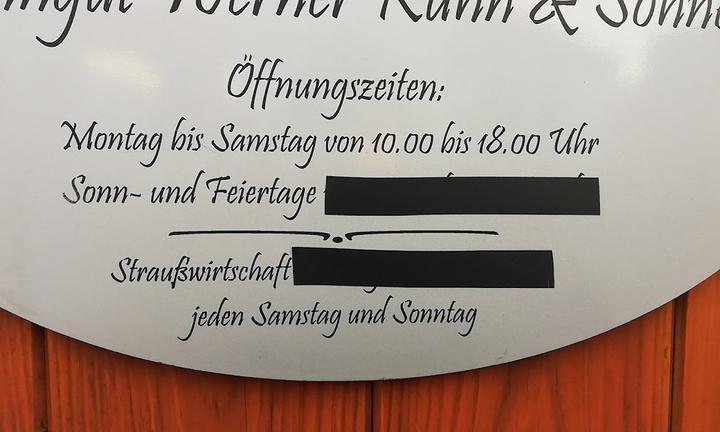 Werner &
Öffnungszeiten:
Montag bis Samstag von 10.00 bis 18.00 Uhr
Sonn- und Feiertage
Straußwirtschaft
jeden Samstag und Sonntag